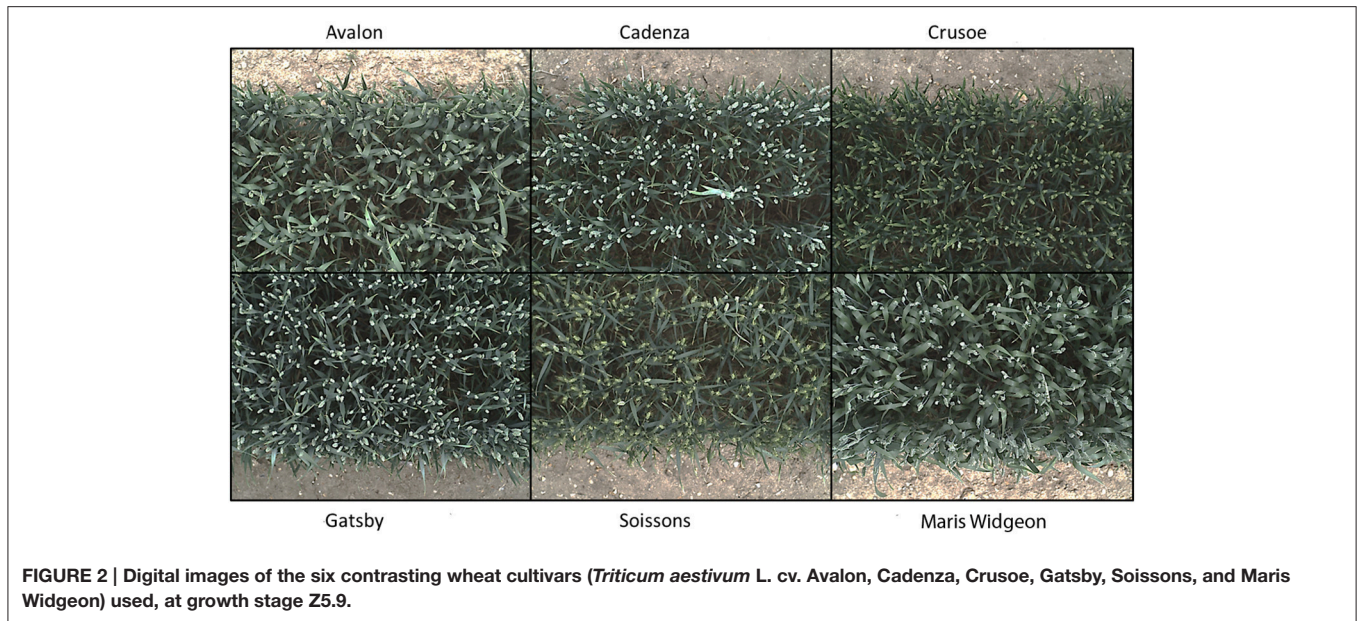 Avalon Cadenza Crusoe
Gatsby Soissons Maris Widgeon
FIGURE 2 | Digital images of the six contrasting wheat cultivars (Triticum aestivum L. cv. Avalon, Cadenza, Crusoe, Gatsby, Soissons, and Maris
Widgeon) used, at growth stage Z5.9.